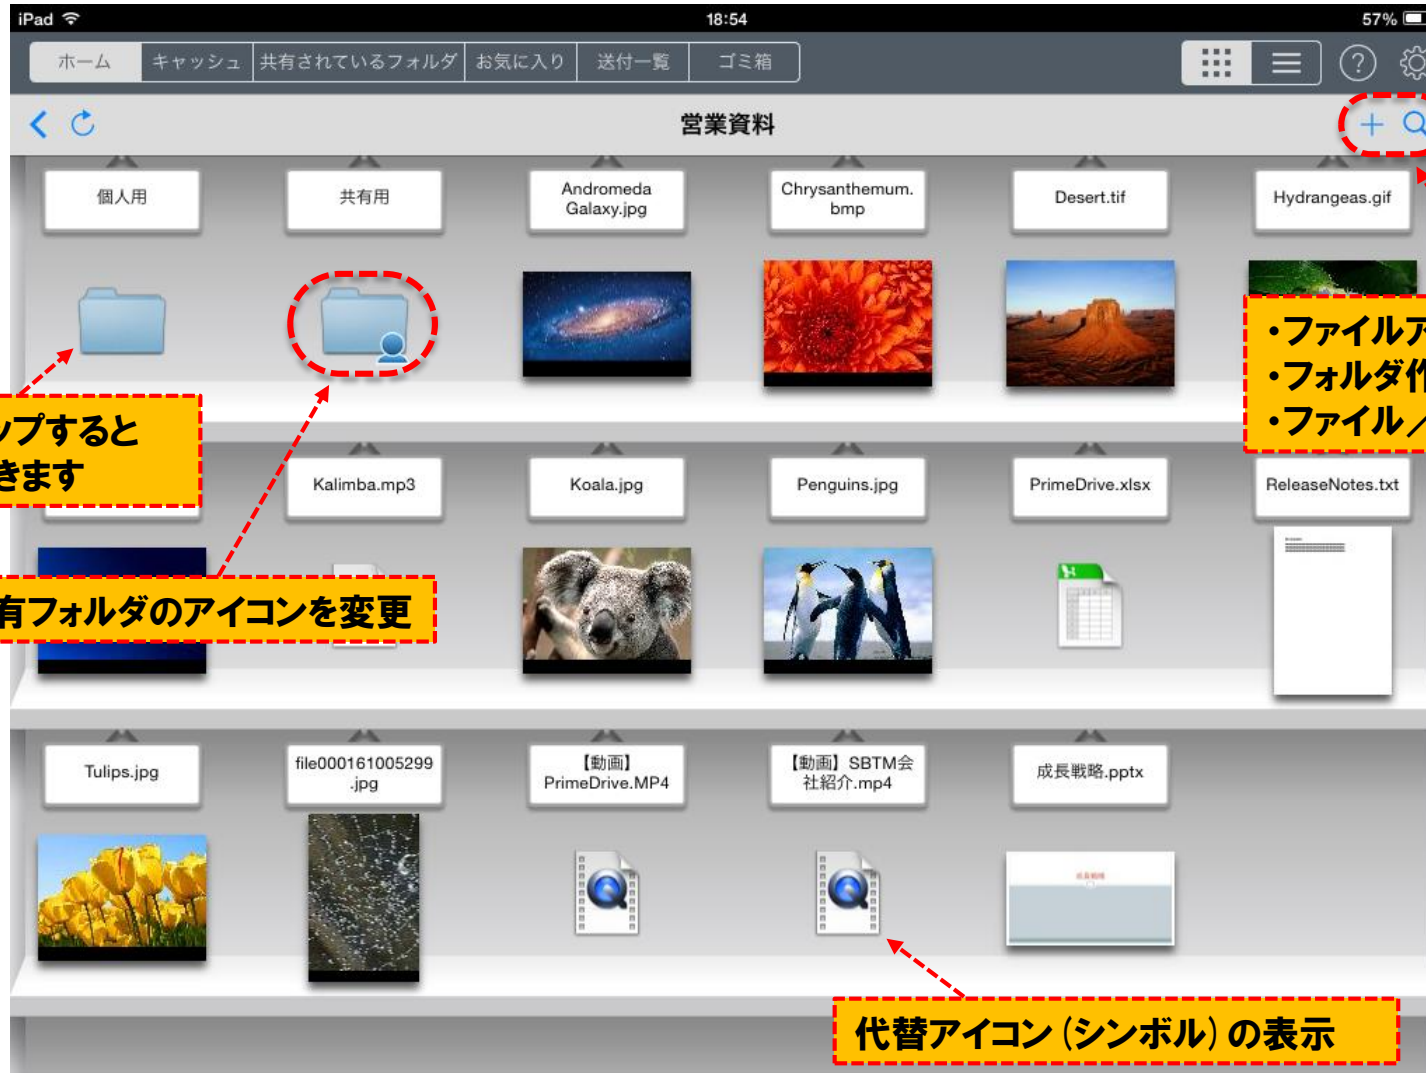 iPad
18:54
57%
ホーム
キャッシュ
共有されているフォルダ
お気に入り
送付一覧
ゴミ箱
営業資料
個人用
共有用
Andromeda
Galaxy.jpg
Chrysanthemum.
bmp
Desert.tif
Hydrangeas.gif
・ファイルア
・フォルダ作
・ファイル／
ップすると
きます
Kalimba.mp3
Koala.jpg
Penguins.jpg
PrimeDrive.xlsx
ReleaseNotes.txt
有フォルダのアイコンを変更
Tulips.jpg
file000161005299
.jpg
【動画】
PrimeDrive.MP4
【動画】SBTM会
社紹介.mp4
成長戦略.pptx
成長戦略
代替アイコン（シンボル）の表示